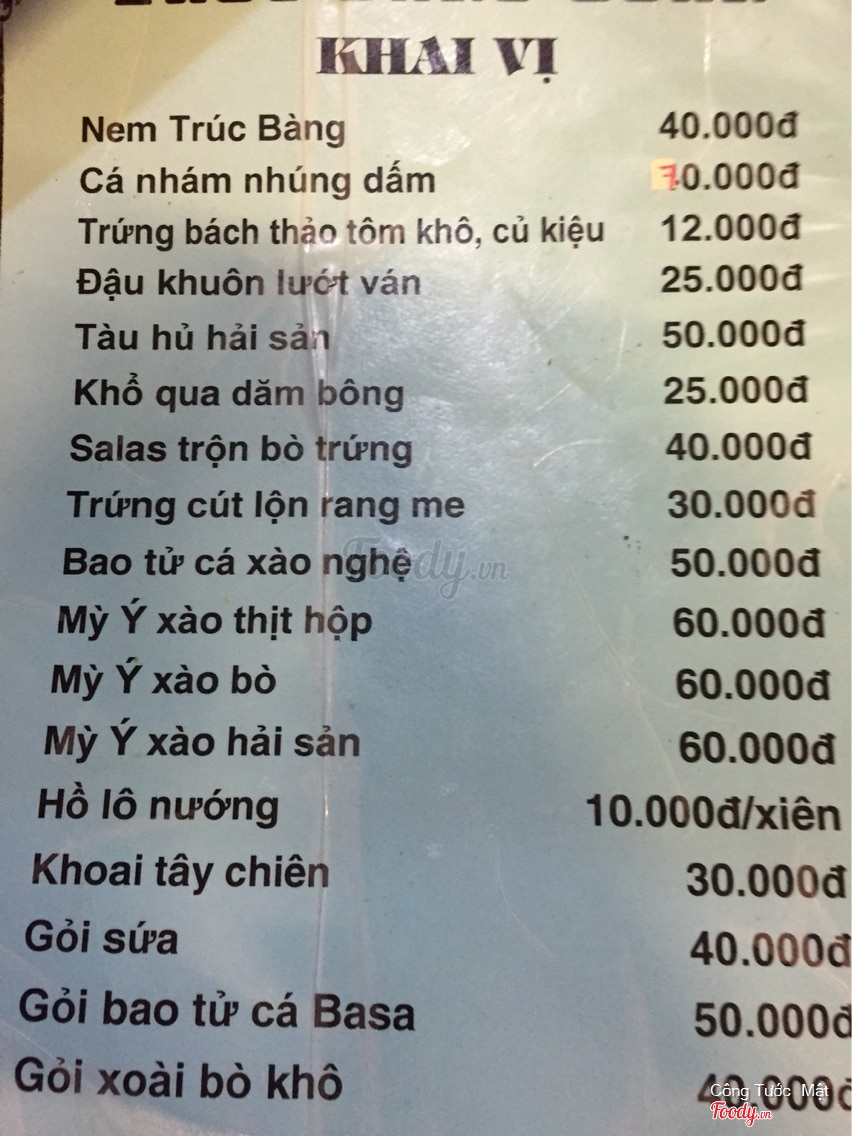 KHAI VỊ
Nem Trúc Bàng 40.000đ
Cá nhám nhúng dấm 70.000đ
Trứng bách thảo tôm khô, củ kiệu 12.000đ
Đậu khuôn lướt ván 25.000đ
Tàu hủ hải sản 50.000đ
Khổ qua dăm bông 25.000đ
Salas trộn bò trứng 40.000đ
Trứng cút lộn rang me 30.000đ
Bao tử cá xào nghệ 50.000đ
Foody.vn
Mỳ Ý xào thịt hộp 60.000đ
Mỳ Ý xào bò 60.000đ
Mỳ Ý xào hải sản 60.000đ
Hồ lô nướng 10.000đ/xiên
Khoai tây chiên 30.000đ
Gỏi sứa 40.000đ
Gỏi bao tử cá Basa 50.000đ
Gỏi xoài bò khô 40.000đ
Công Tước Mật
Foody.vn